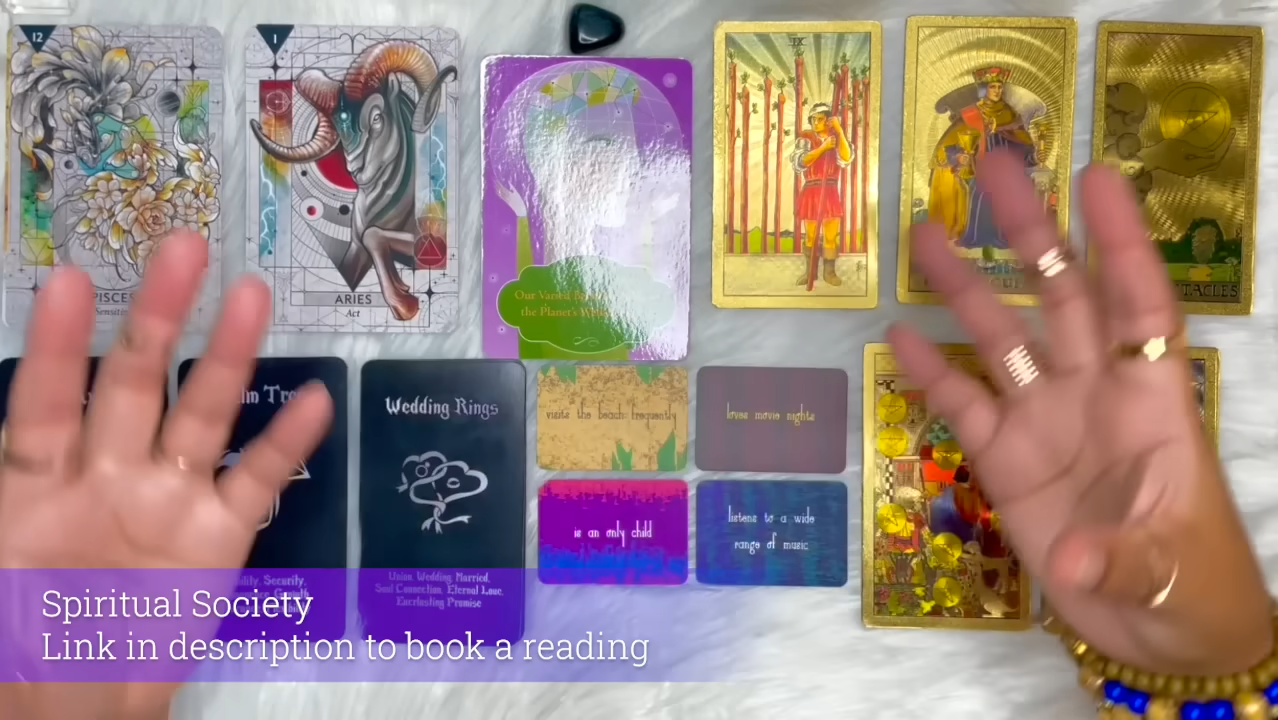 12
PISCES
I
ARIES
Act
Our Varied
the Planet's
IX
TACLES
Wedding Rings
Union, Wedding, Married,
Soul Connection, Eternal Love,
Everlasting Promise
visits the beach frequently
loves movie nights
is an only child
listens to a wide
range of music
Security,
Spiritual Society
Link in description to book a reading